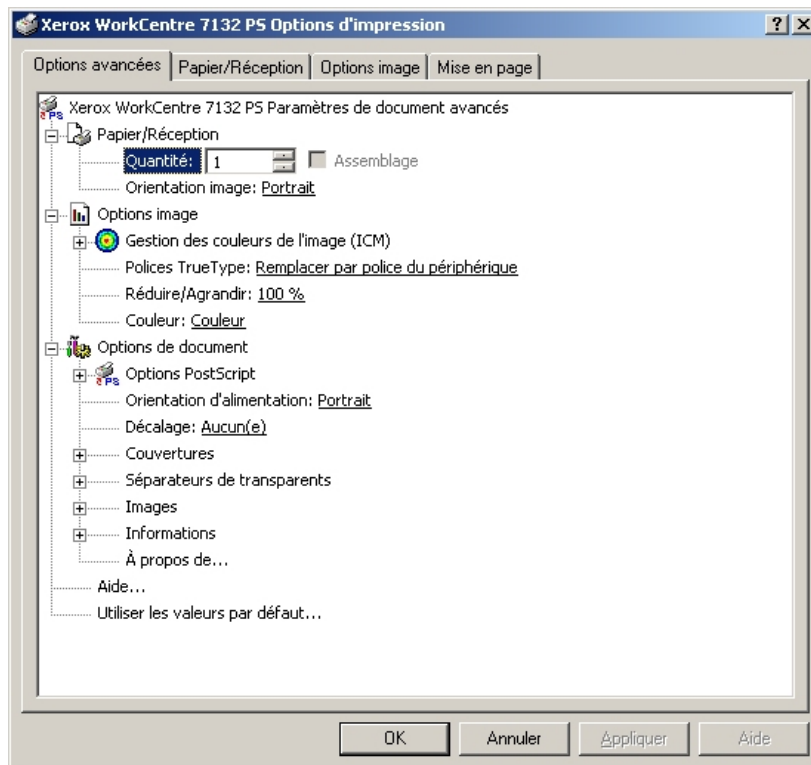 Xerox WorkCentre 7132 PS Options d'impression
Options avancées Papier/Réception Options image Mise en page
Xerox WorkCentre 7132 PS Paramètres de document avancés
Papier/Réception
Quantité: 1 Assemblage
Orientation image: Portrait
Options image
Gestion des couleurs de l'image (ICM)
Polices TrueType: Remplacer par police du périphérique
Réduire/Agrandir: 100 %
Couleur: Couleur
Options de document
PS Options PostScript
Orientation d'alimentation: Portrait
Décalage: Aucun(e)
Couvertures
Séparateurs de transparents
Images
Informations
À propos de...
Aide...
Utiliser les valeurs par défaut...
OK Annuler Appliquer Aide